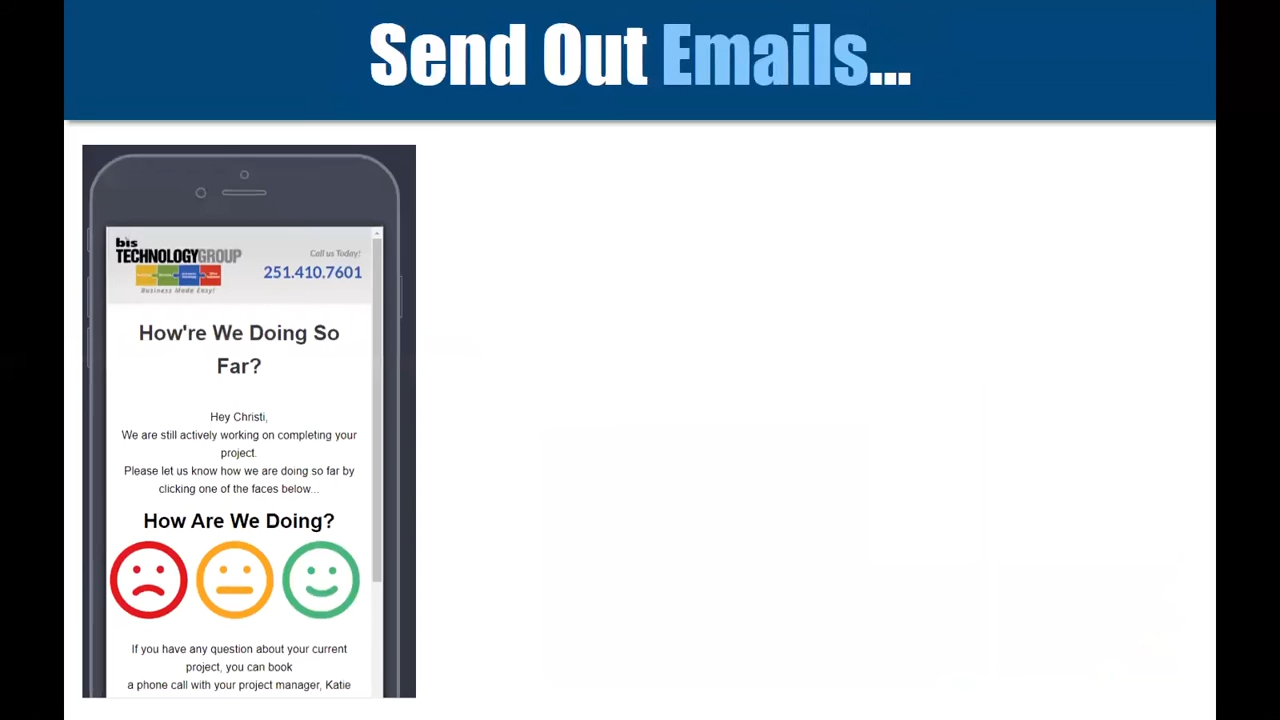 Send Out Emails...
bis
TECHNOLOGYGROUP
Business Made Easy!
Call us Today!
251.410.7601
How're We Doing So
Far?
Hey Christi,
We are still actively working on completing your
project.
Please let us know how we are doing so far by
clicking one of the faces below...
How Are We Doing?
If you have any question about your current
project, you can book
a phone call with your project manager, Katie